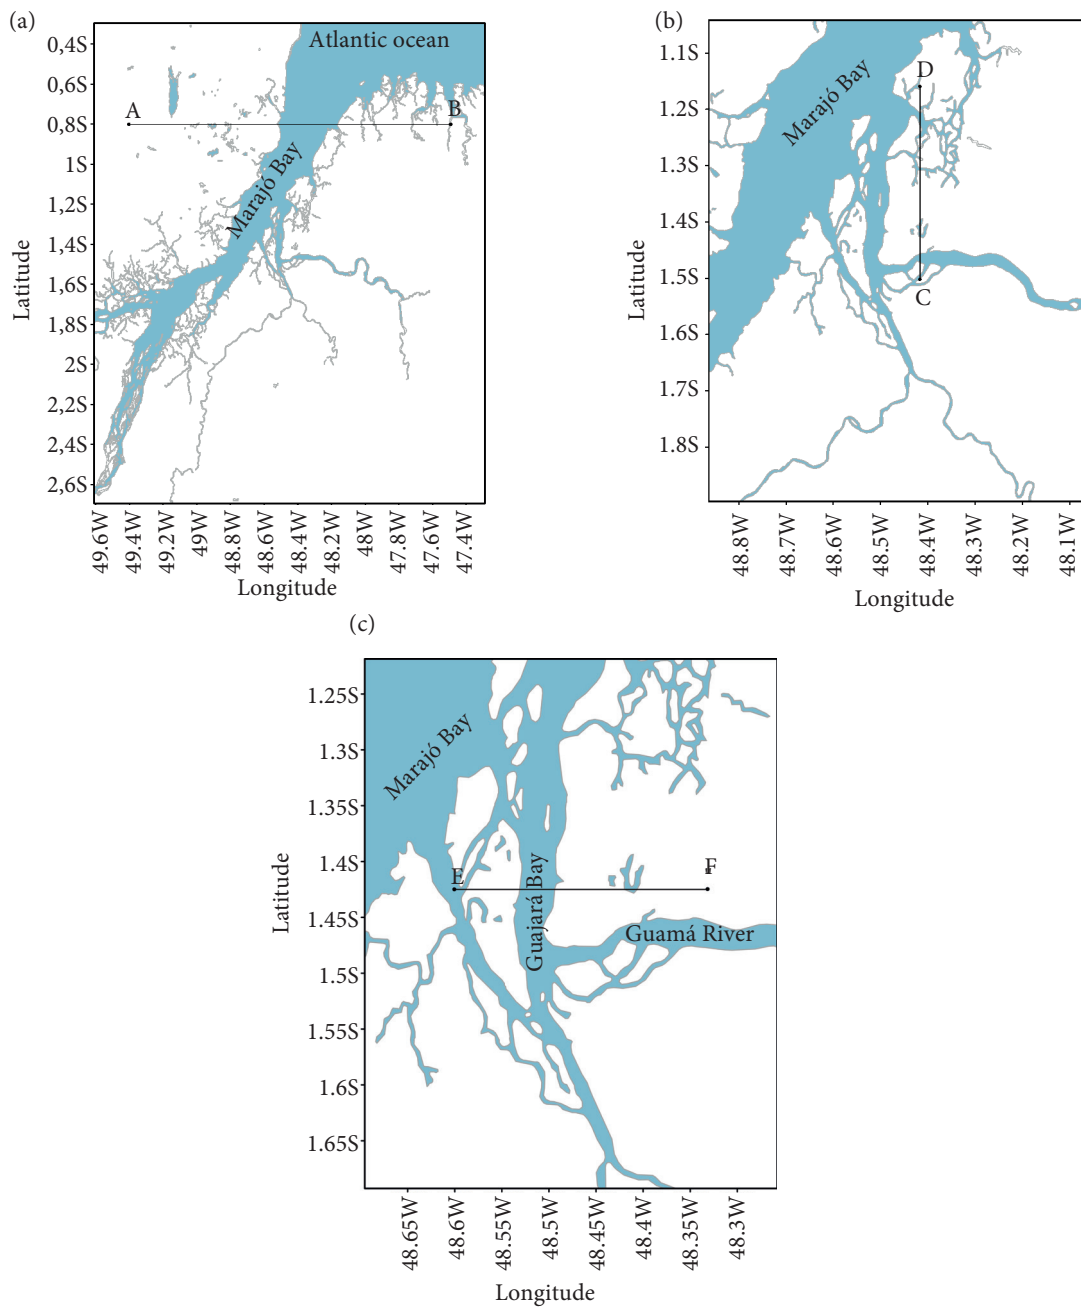 (a)
Atlantic ocean
Marajó Bay
A
B
Latitude
0,4S
0.6S
0.8S
1S
1,2S
1,4S
1.6S
1.8S
2S
2,2S
2,4S
2,6S
49.6W
49.4W
49.2W
49W
48.8W
48.6W
48.4W
48.2W
48W
47.8W
47.6W
47.4W
Longitude
(b)
Marajó Bay
D
C
Latitude
1.1S
1.2S
1.3S
1.4S
1.5S
1.6S
1.7S
1.8S
48.8W
48.7W
48.6W
48.5W
48.4W
48.3W
48.2W
48.1W
Longitude
(c)
Marajó Bay
E
F
Guajará Bay
Guamá River
Latitude
1.25S
1.3S
1.35S
1.4S
1.45S
1.5S
1.55S
1.6S
1.65S
48.65W
48.6W
48.55W
48.5W
48.45W
48.4W
48.35W
48.3W
Longitude